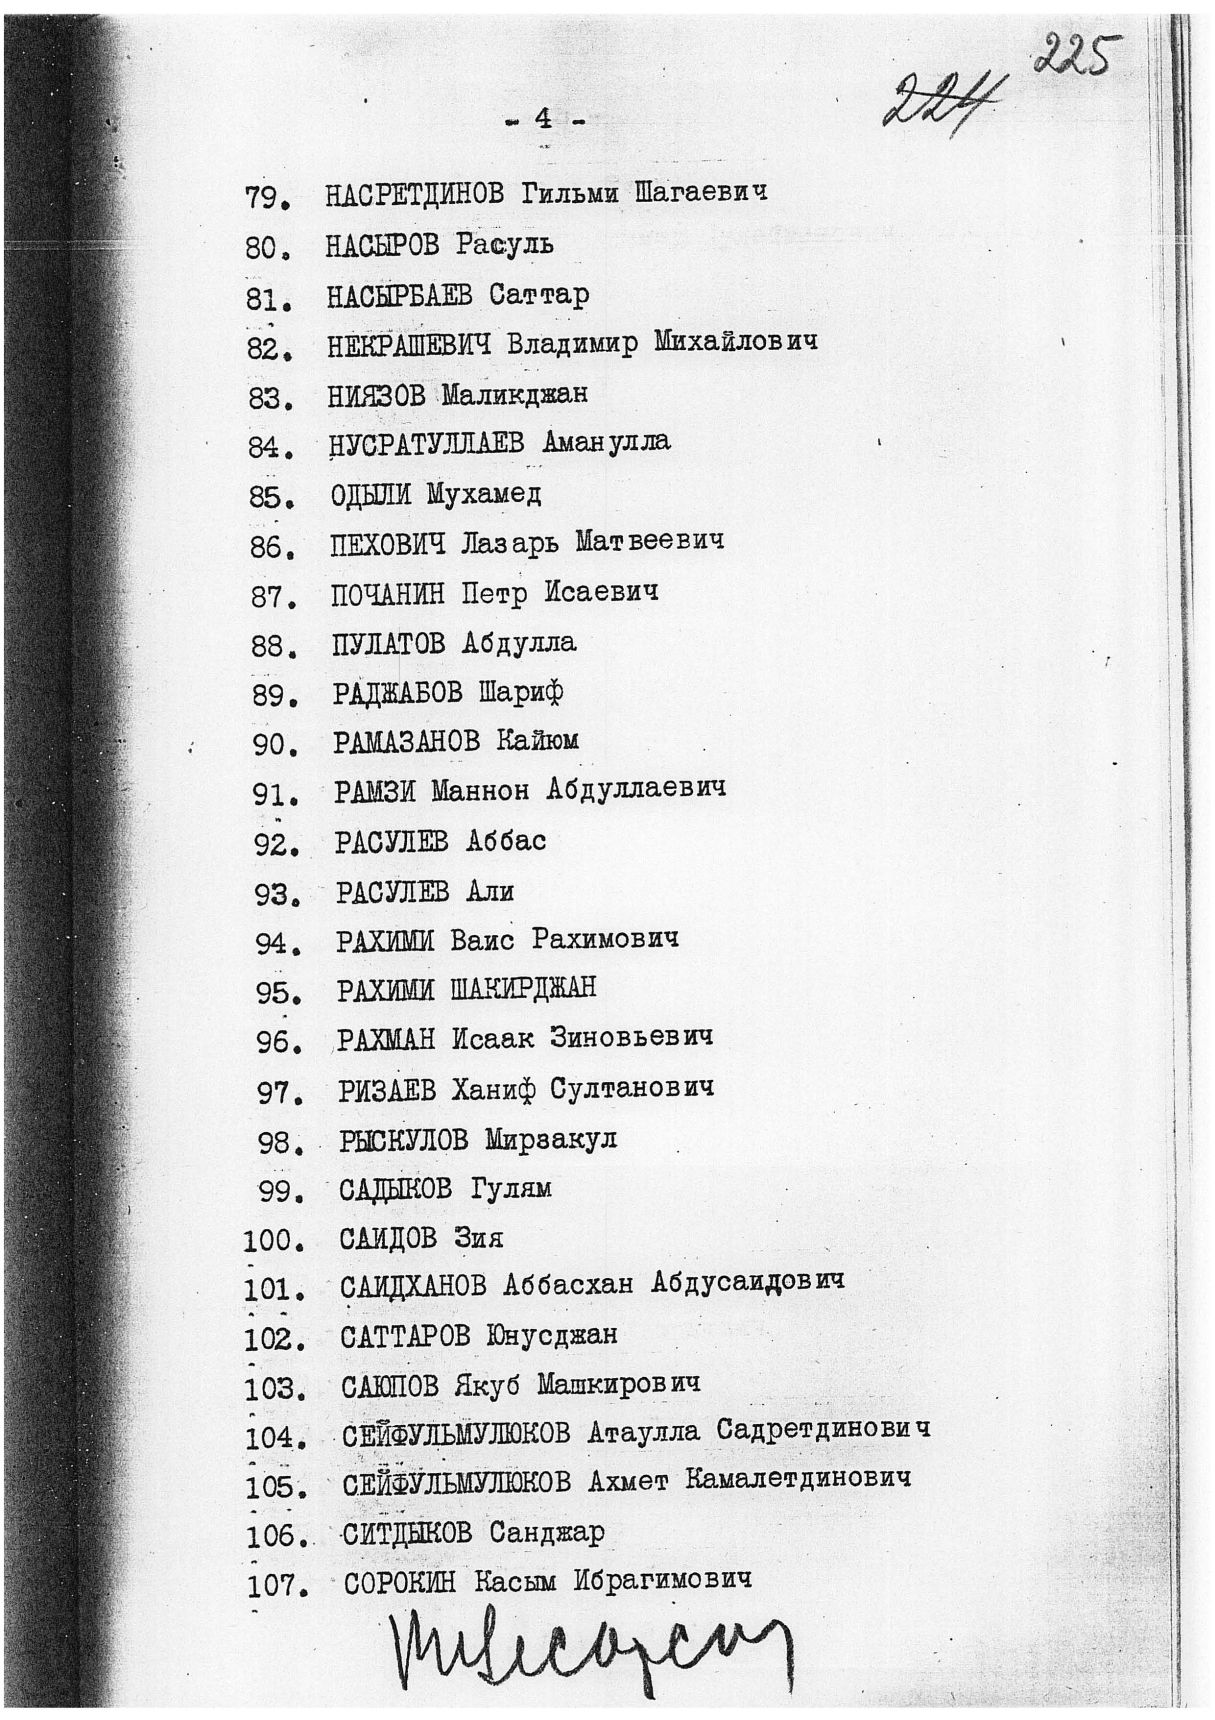 225
224
- 4 -
79. НАСРЕТДИНОВ Гильми Шагаевич
80. НАСЫРОВ Расуль
81. НАСЫРБАЕВ Саттар
82. НЕКРАШЕВИЧ Владимир Михайлович
83. НИЯЗОВ Маликджан
84. НУСРАТУЛЛАЕВ Аманулла
85. ОДЫЛИ Мухамед
86. ПЕХОВИЧ Лазарь Матвеевич
87. ПОЧАНИН Петр Исаевич
88. ПУЛАТОВ Абдулла
89. РАДЖАБОВ Шариф
90. РАМАЗАНОВ Кайюм
91. РАМЗИ Маннон Абдуллаевич
92. РАСУЛЕВ Аббас
93. РАСУЛЕВ Али
94. РАХИМИ Ваис Рахимович
95. РАХИМИ ШАКИРДЖАН
96. РАХМАН Исаак Зиновьевич
97. РИЗАЕВ Ханиф Султанович
98. РЫСКУЛОВ Мирзакул
99. САДЫКОВ Гулям
100. САИДОВ Зия
101. САИДХАНОВ Аббасхан Абдусаидович
102. САТТАРОВ Юнусджан
103. САЮПОВ Якуб Машкирович
104. СЕЙФУЛЬМУЛЮКОВ Атаулла Садретдинович
105. СЕЙФУЛЬМУЛЮКОВ Ахмет Камалетдинович
106. СИТДЫКОВ Санджар
107. СОРОКИН Касым Ибрагимович